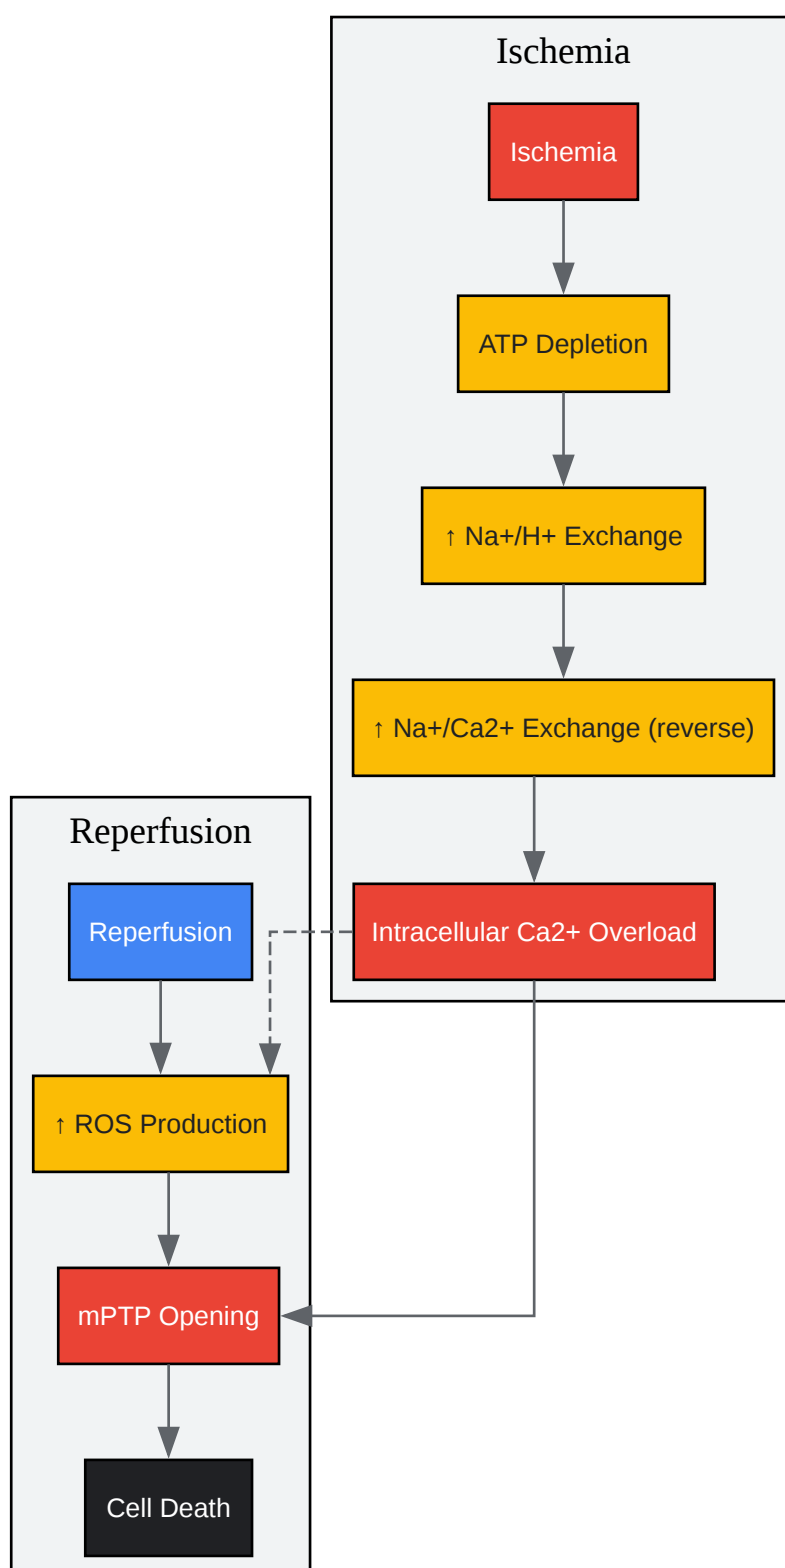 Ischemia
Ischemia
ATP Depletion
↑ Na+/H+ Exchange
↑ Na+/Ca2+ Exchange (reverse)
Intracellular Ca2+ Overload
Reperfusion
Reperfusion
↑ ROS Production
mPTP Opening
Cell Death